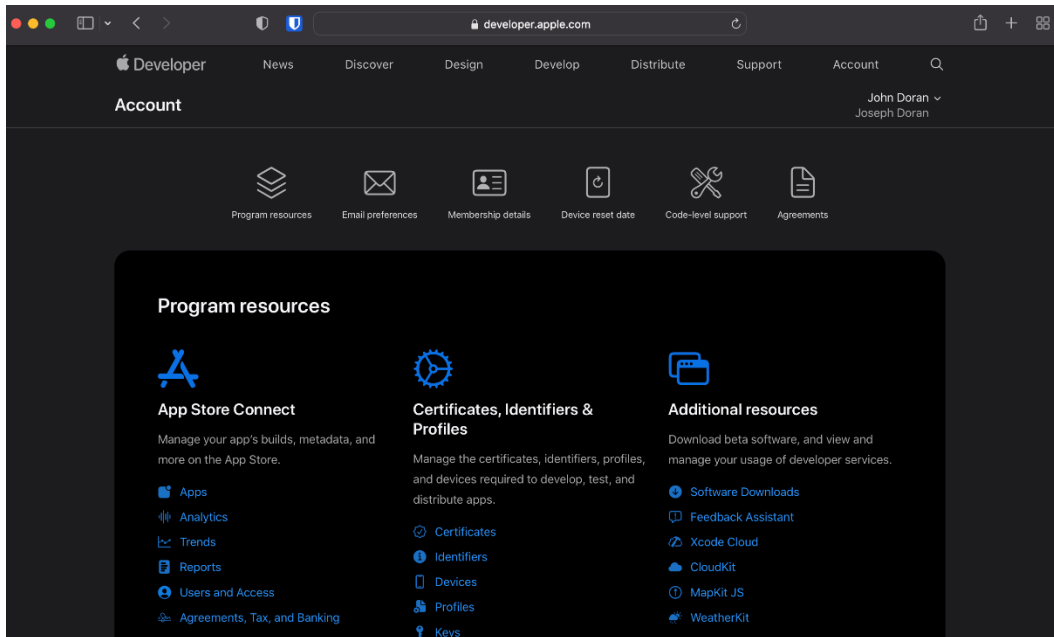 developer.apple.com
Developer
News
Discover
Design
Develop
Distribute
Support
Account
Account
John Doran
Joseph Doran
Program resources
Email preferences
Membership details
Device reset date
Code-level support
Agreements
Program resources
App Store Connect
Manage your app's builds, metadata, and
more on the App Store.
Apps
Analytics
Trends
Reports
Users and Access
Agreements, Tax, and Banking
Certificates, Identifiers &
Profiles
Manage the certificates, identifiers, profiles,
and devices required to develop, test, and
distribute apps.
Certificates
Identifiers
Devices
Profiles
Keys
Additional resources
Download beta software, and view and
manage your usage of developer services.
Software Downloads
Feedback Assistant
Xcode Cloud
CloudKit
MapKit JS
WeatherKit